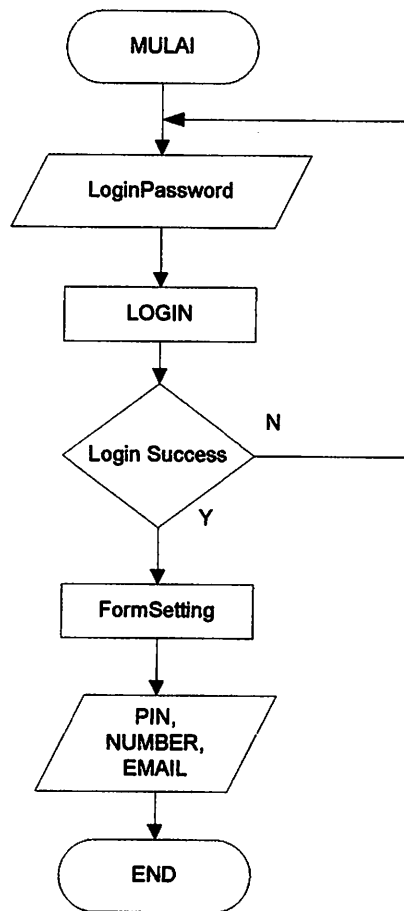 MULAI
LoginPassword
LOGIN
Login Success
N
Y
FormSetting
PIN,
NUMBER,
EMAIL
END